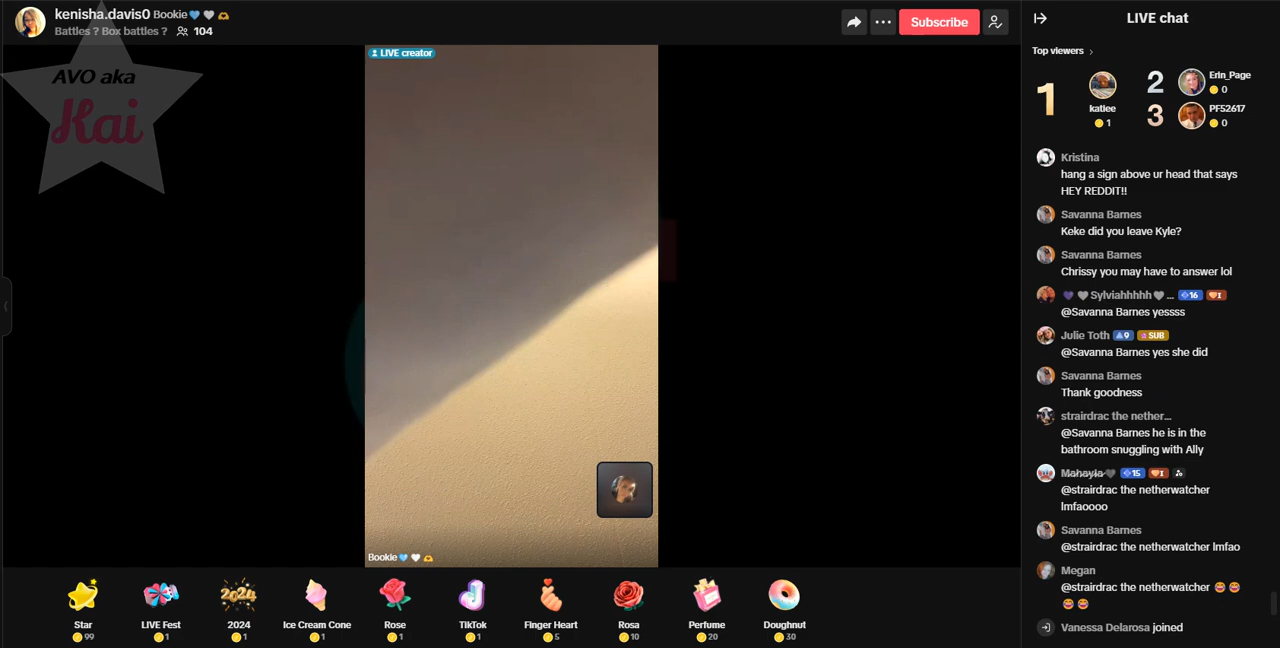 kenisha.davis0 Bookie
Battles ? Box battles ? 104
Subscribe
AVO aka
Kai
LIVE creator
Bookie
Star
99
LIVE Fest
1
2024
2024
1
Ice Cream Cone
1
Rose
1
TikTok
1
Finger Heart
5
Rosa
10
Perfume
20
Doughnut
30
LIVE chat
Top viewers
1
katlee
1
2
Erin_Page
0
3
PF52617
0
Kristina
hang a sign above ur head that says
HEY REDDIT!!
Savanna Barnes
Keke did you leave Kyle?
Savanna Barnes
Chrissy you may have to answer lol
Sylviahhhhh ... 16 I
@Savanna Barnes yessss
Julie Toth 9 SUB
@Savanna Barnes yes she did
Savanna Barnes
Thank goodness
strairdrac the nether...
@Savanna Barnes he is in the
bathroom snuggling with Ally
Mahayla 15 I
@strairdrac the netherwatcher
lmfaoooo
Savanna Barnes
@strairdrac the netherwatcher lmfao
Megan
@strairdrac the netherwatcher 😂 😂
😂 😂
Vanessa Delarosa joined